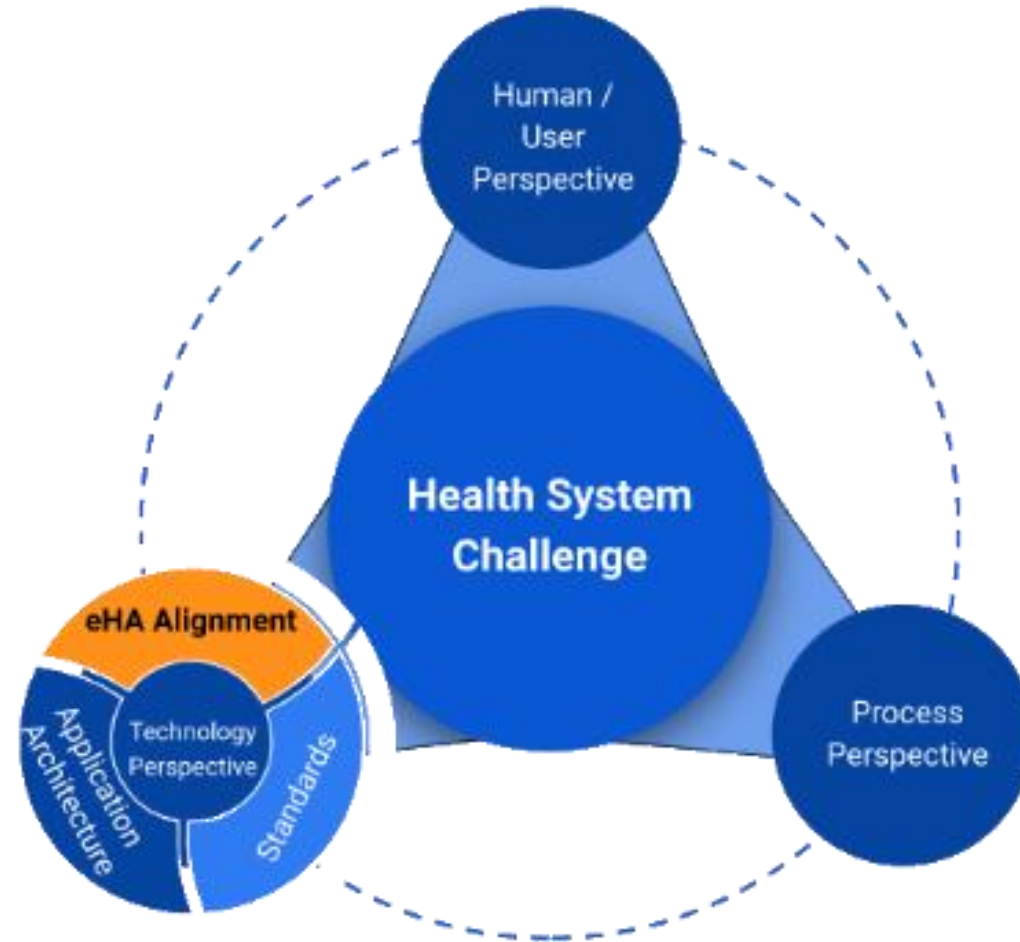 Human /
User
Perspective
Health System
Challenge
eHA Alignment
Application
Architecture
Technology
Perspective
Standards
Process
Perspective